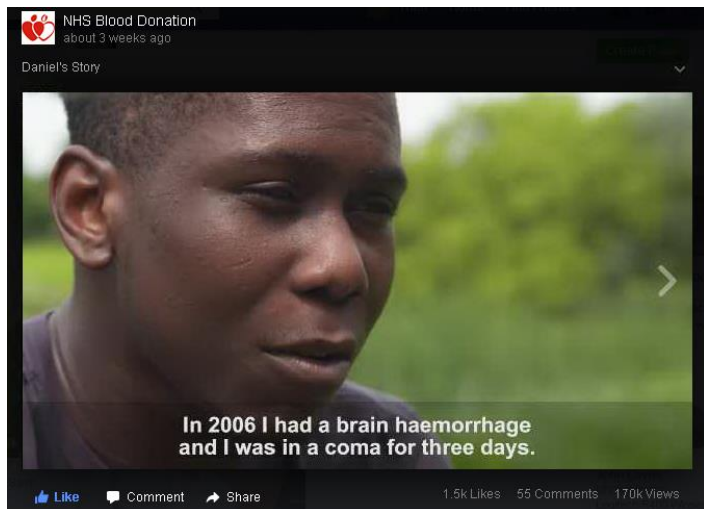 NHS Blood Donation
about 3 weeks ago
Daniel's Story
In 2006 I had a brain haemorrhage
and I was in a coma for three days.
Like Comment Share 1.5k Likes 55 Comments 170k Views